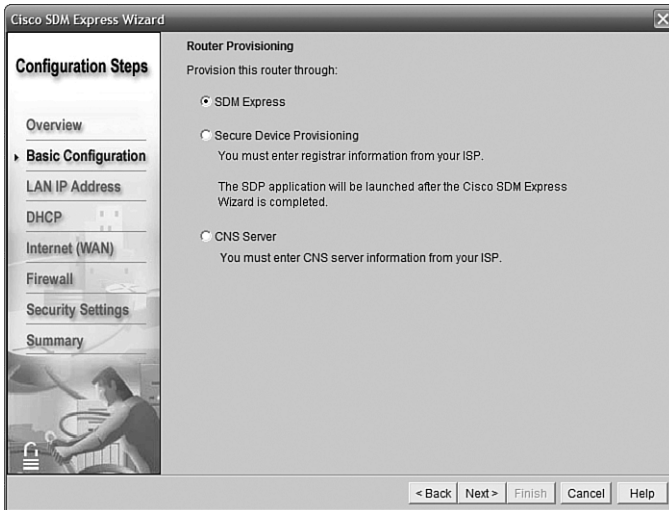 Cisco SDM Express Wizard
Configuration Steps
Overview
Basic Configuration
LAN IP Address
DHCP
Internet (WAN)
Firewall
Security Settings
Summary
Router Provisioning
Provision this router through:
SDM Express
Secure Device Provisioning
You must enter registrar information from your ISP.
The SDP application will be launched after the Cisco SDM Express
Wizard is completed.
CNS Server
You must enter CNS server information from your ISP.
< Back Next > Finish Cancel Help